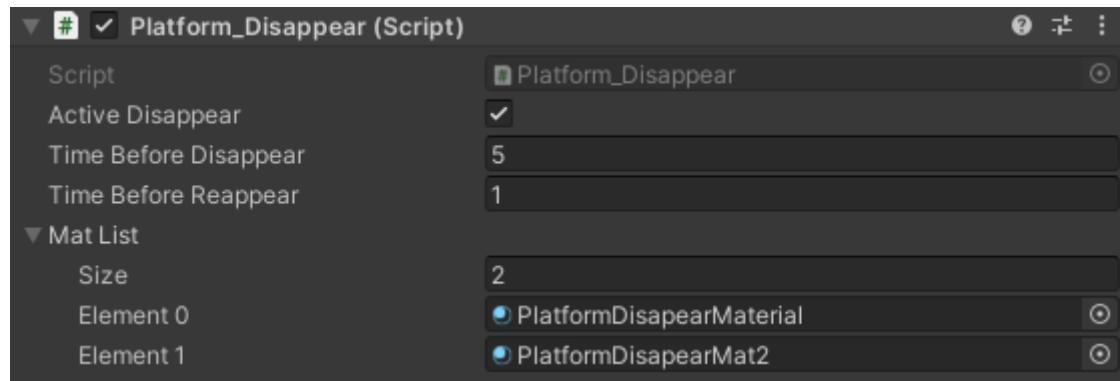 Platform_Disappear (Script)
Script Platform_Disappear
Active Disappear
Time Before Disappear 5
Time Before Reappear 1
Mat List
Size 2
Element 0 PlatformDisapearMaterial
Element 1 PlatformDisapearMat2